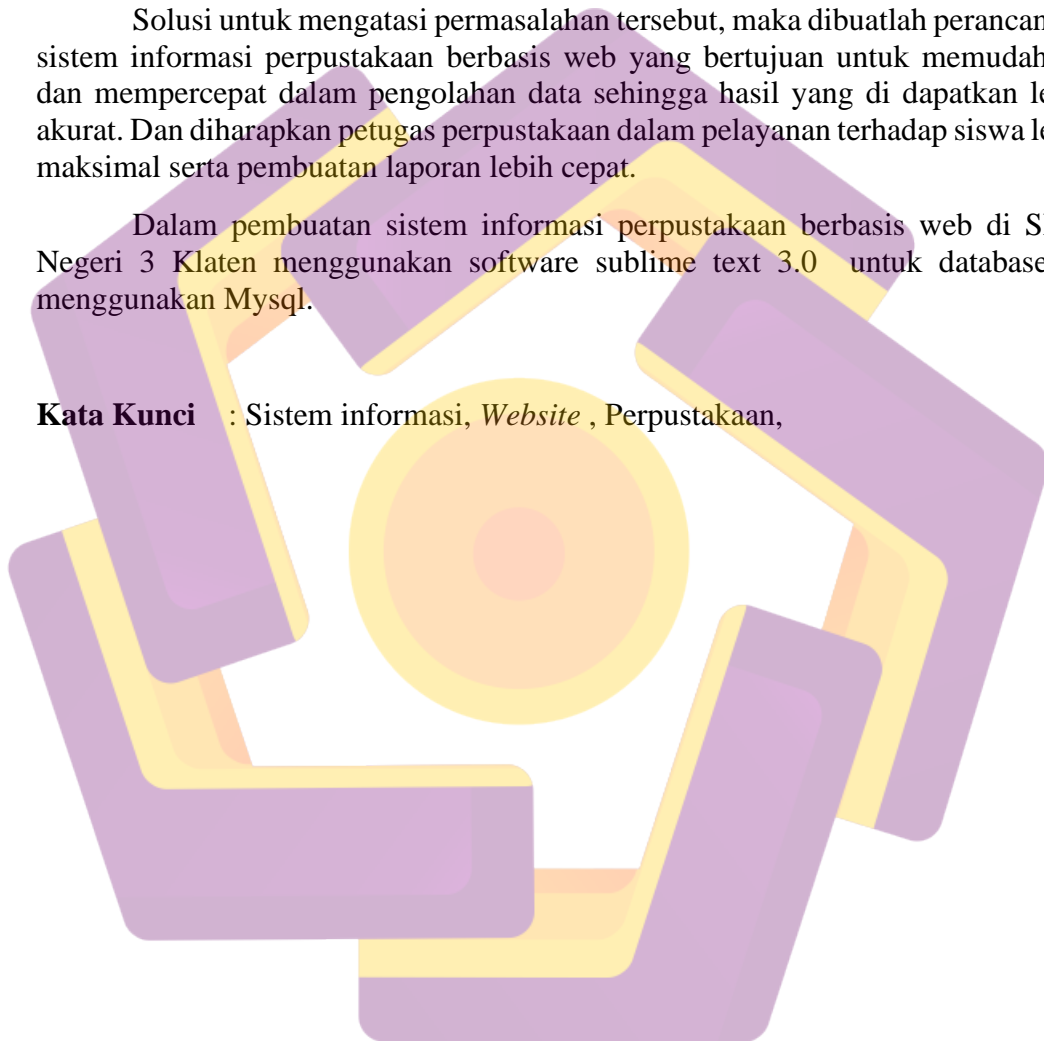 Solusi untuk mengatasi permasalahan tersebut, maka dibuatlah perancan
sistem informasi perpustakaan berbasis web yang bertujuan untuk memudah
dan mempercepat dalam pengolahan data sehingga hasil yang di dapatkan le
akurat. Dan diharapkan petugas perpustakaan dalam pelayanan terhadap siswa le
maksimal serta pembuatan laporan lebih cepat.
Dalam pembuatan sistem informasi perpustakaan berbasis web di S
Negeri 3 Klaten menggunakan software sublime text 3.0 untuk database
menggunakan Mysql.
Kata Kunci : Sistem informasi, Website , Perpustakaan,